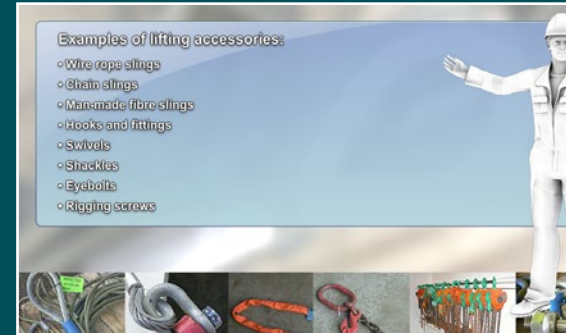 Examples of lifting accessories:
• Wire rope slings
• Chain slings
• Man-made fibre slings
• Hooks and fittings
• Swivels
• Shackles
• Eyebolts
• Rigging screws